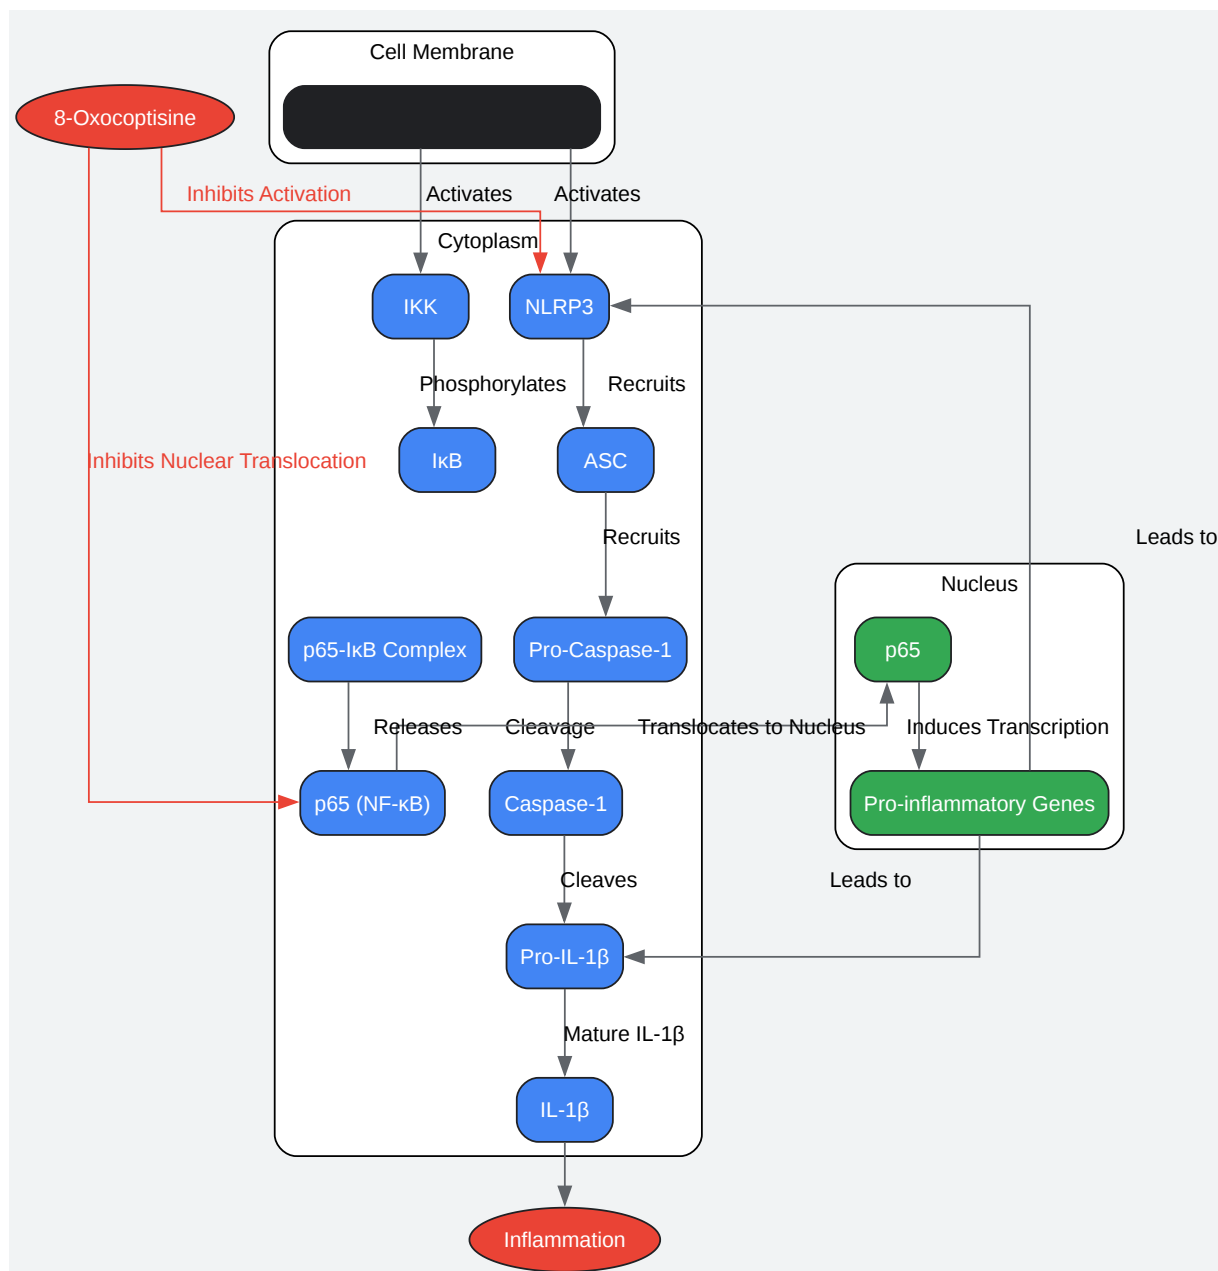 Cell Membrane
8-Oxocoptisine
Inhibits Activation
Activates
Activates
Cytoplasm
IKK
NLRP3
Phosphorylates
Recruits
Inhibits Nuclear Translocation
IκB
ASC
Recruits
Leads to
Nucleus
p65-IκB Complex
Pro-Caspase-1
p65
Releases
Cleavage
Translocates to Nucleus
Induces Transcription
p65 (NF-κB)
Caspase-1
Pro-inflammatory Genes
Cleaves
Leads to
Pro-IL-1β
Mature IL-1β
IL-1β
Inflammation